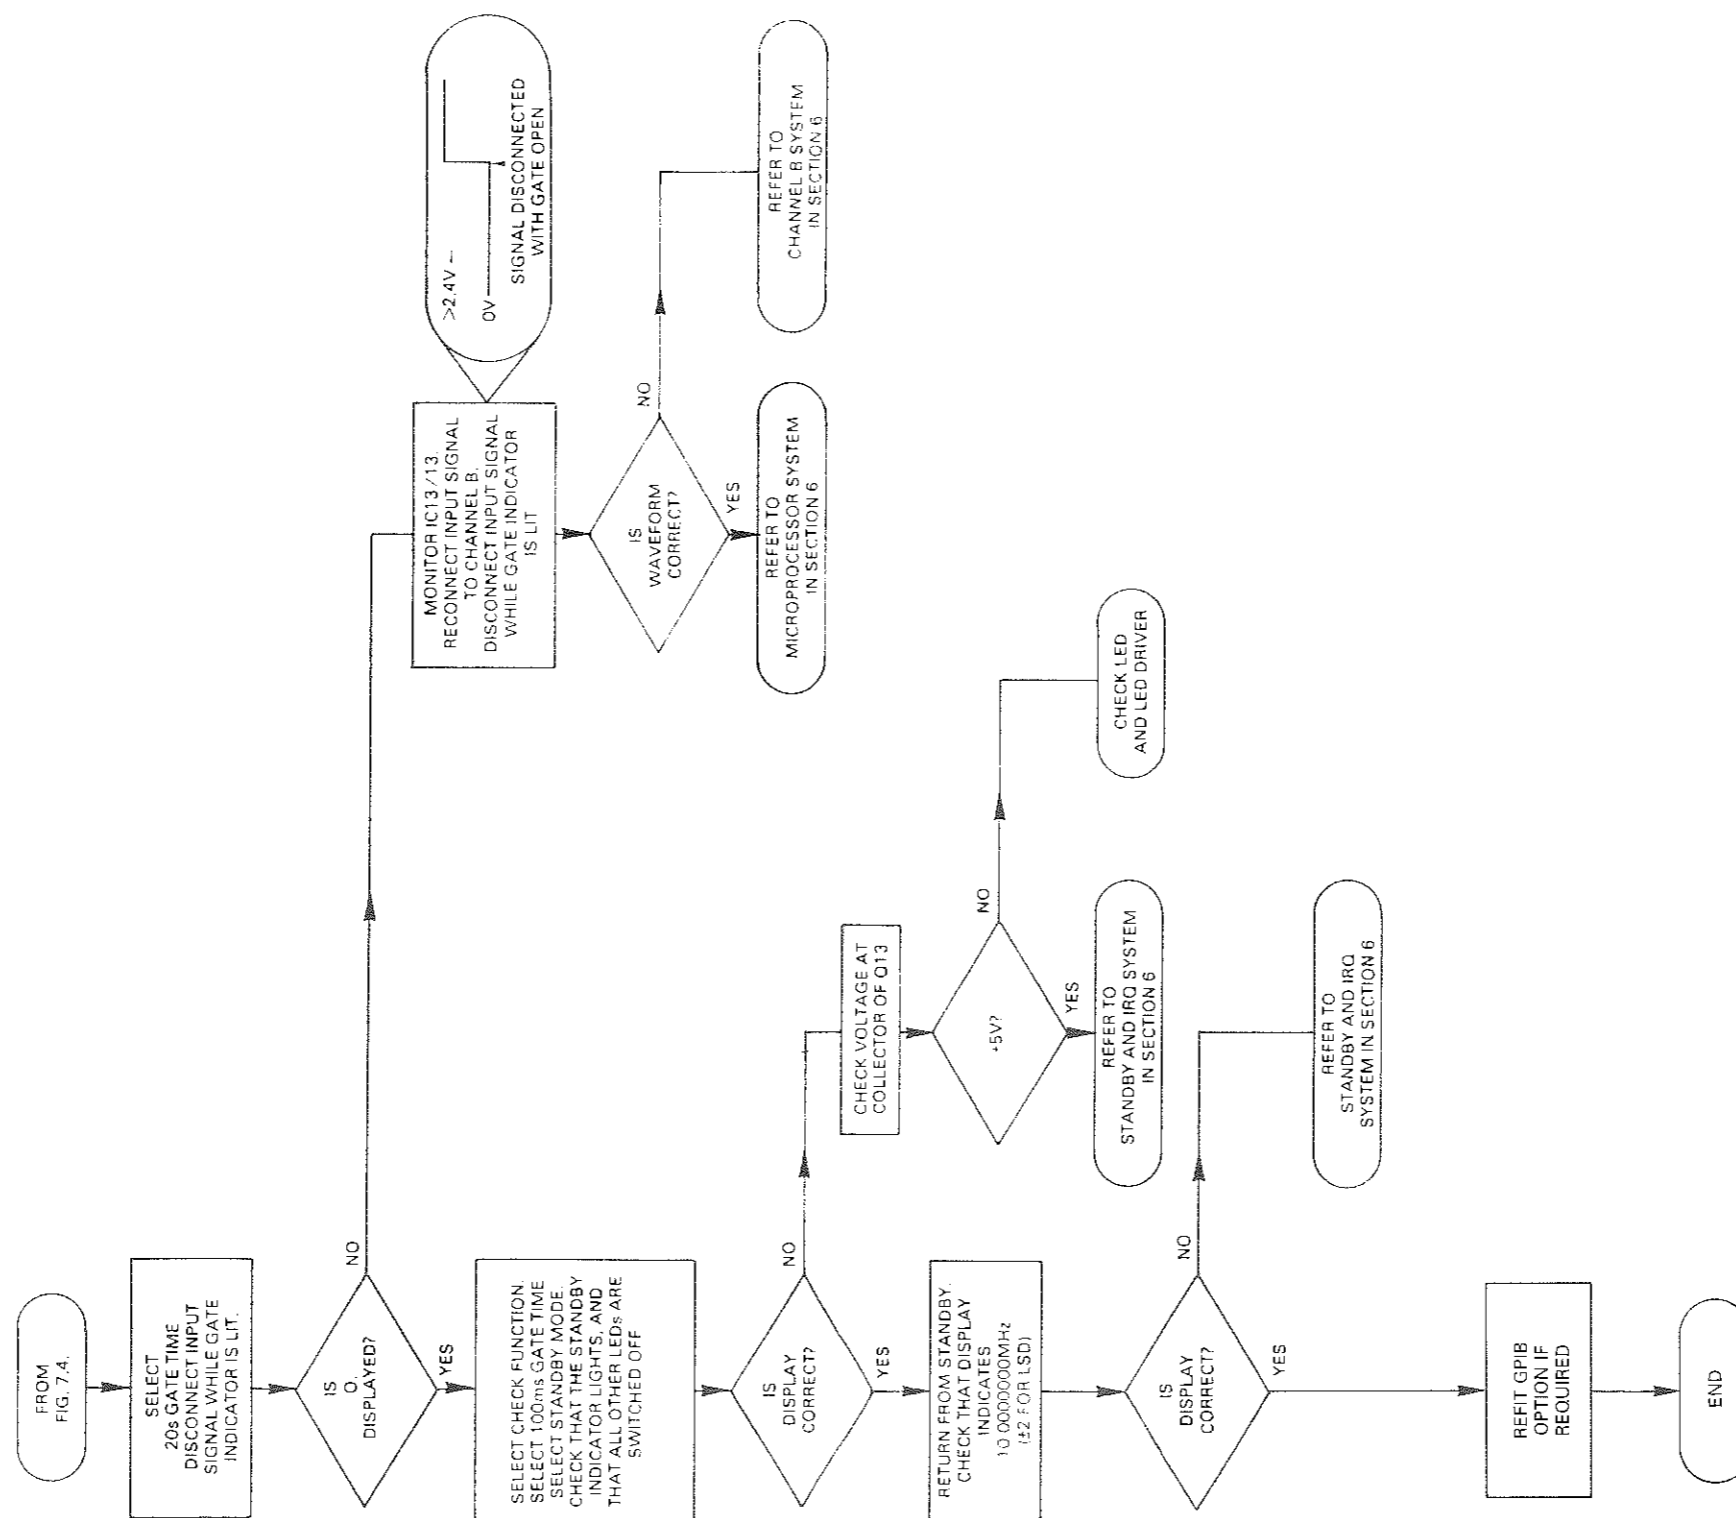 FROM
FIG. 7.4.
SELECT
20s GATE TIME
DISCONNECT INPUT
SIGNAL WHILE GATE
INDICATOR IS LIT.
IS
O.
DISPLAYED?
NO
YES
MONITOR IC13/13.
RECONNECT INPUT SIGNAL
TO CHANNEL B.
DISCONNECT INPUT SIGNAL
WHILE GATE INDICATOR
IS LIT
>2.4V
0V
SIGNAL DISCONNECTED
WITH GATE OPEN
IS
WAVEFORM
CORRECT?
NO
YES
REFER TO
CHANNEL B SYSTEM
IN SECTION 6
REFER TO
MICROPROCESSOR SYSTEM
IN SECTION 6
SELECT CHECK FUNCTION.
SELECT 100ms GATE TIME
SELECT STANDBY MODE.
CHECK THAT THE STANDBY
INDICATOR LIGHTS, AND
THAT ALL OTHER LEDs ARE
SWITCHED OFF
IS
DISPLAY
CORRECT?
NO
YES
CHECK VOLTAGE AT
COLLECTOR OF Q13
+5V?
NO
YES
CHECK LED
AND LED DRIVER
REFER TO
STANDBY AND IRQ SYSTEM
IN SECTION 6
RETURN FROM STANDBY.
CHECK THAT DISPLAY
INDICATES
10.0000000MHz
(±2 FOR LSD)
IS
DISPLAY
CORRECT?
NO
YES
REFER TO
STANDBY AND IRQ
SYSTEM IN SECTION 6
REFIT GPIB
OPTION IF
REQUIRED
END